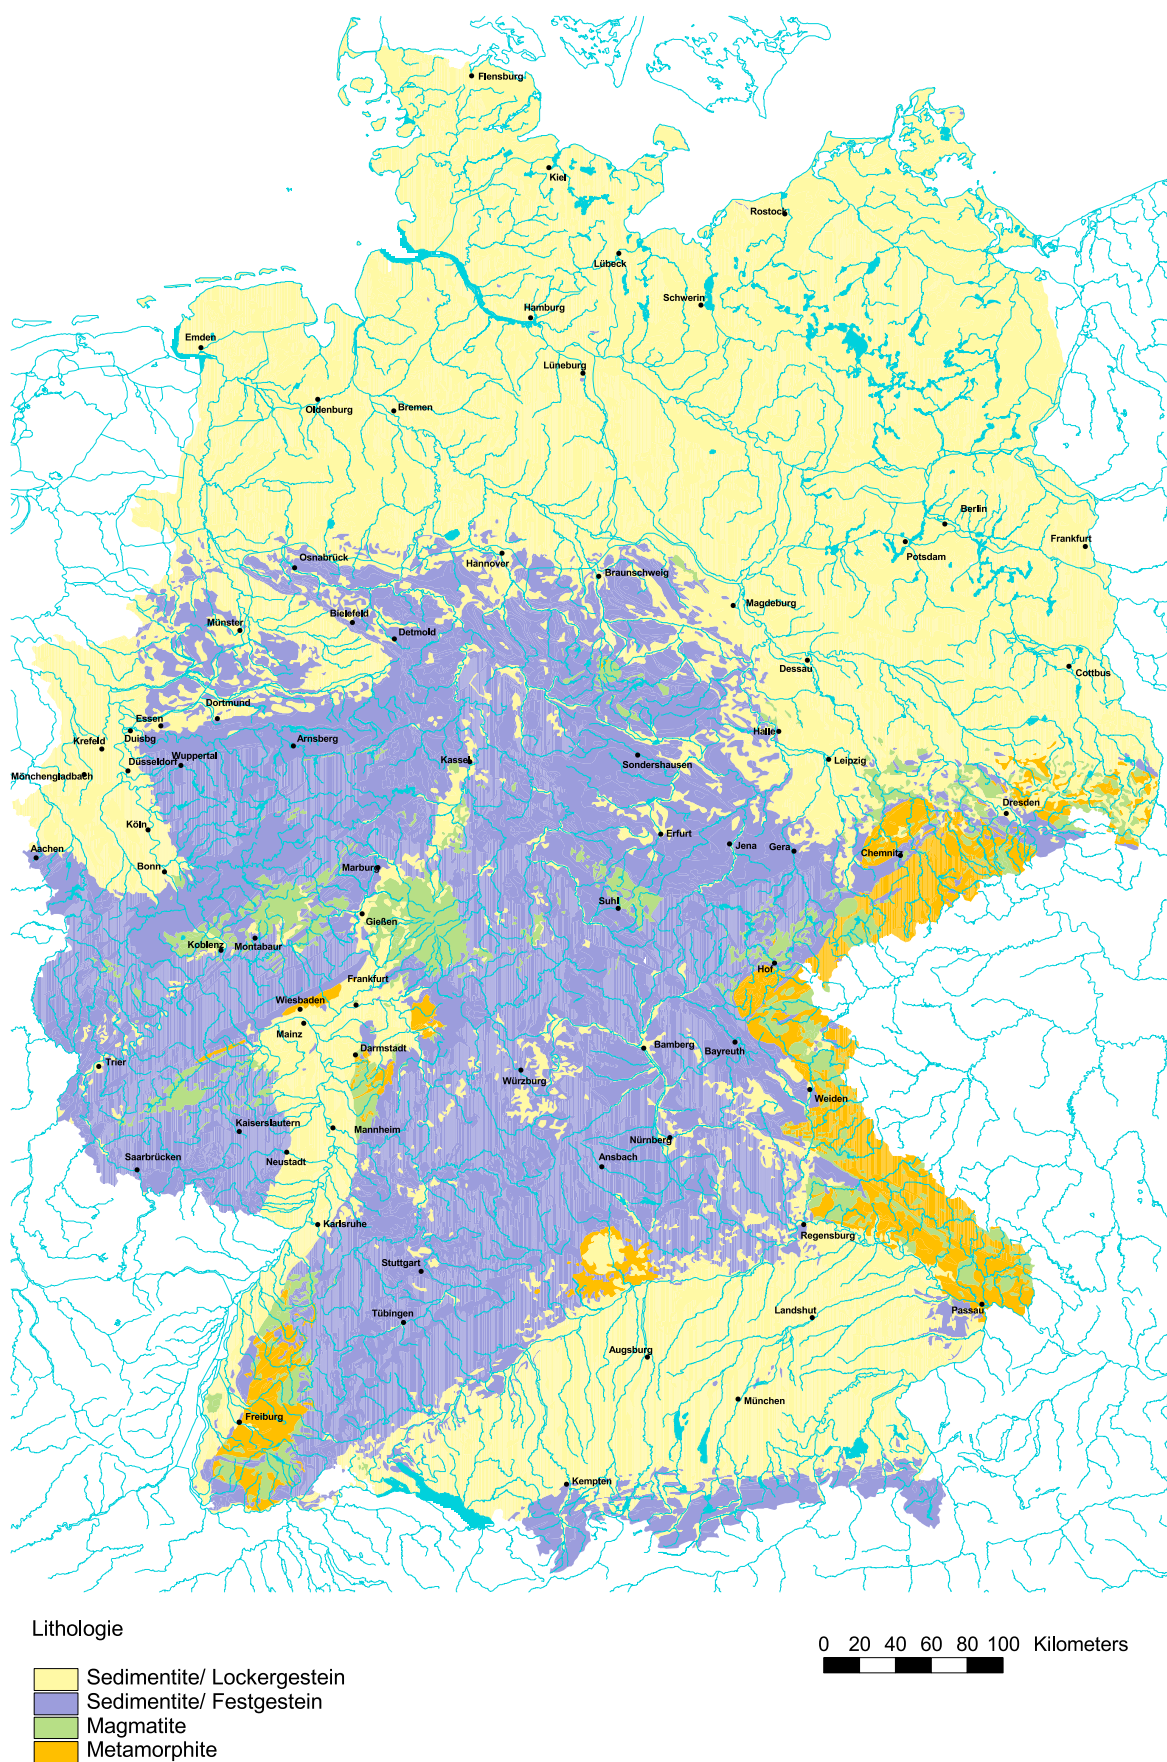 Flensburg
Kiel
Rostock
Lübeck
Schwerin
Hamburg
Emden
Lüneburg
Oldenburg
Bremen
Berlin
Frankfurt
Potsdam
Osnabrück
Hannover
Braunschweig
Magdeburg
Bielefeld
Münster
Detmold
Dessau
Cottbus
Dortmund
Essen
Duisbg
Halle
Krefeld
Arnsberg
Wuppertal
Kassel
Sondershausen
Leipzig
Düsseldorf
Mönchengladbach
Dresden
Köln
Erfurt
Aachen
Jena
Gera
Chemnitz
Bonn
Marburg
Suhl
Gießen
Koblenz
Montabaur
Hof
Frankfurt
Wiesbaden
Mainz
Bamberg
Bayreuth
Darmstadt
Trier
Würzburg
Weiden
Kaiserslautern
Mannheim
Nürnberg
Saarbrücken
Neustadt
Ansbach
Karlsruhe
Regensburg
Stuttgart
Tübingen
Landshut
Passau
Augsburg
München
Freiburg
Kempten
Lithologie
0 20 40 60 80 100 Kilometers
Sedimentite/ Lockergestein
Sedimentite/ Festgestein
Magmatite
Metamorphite